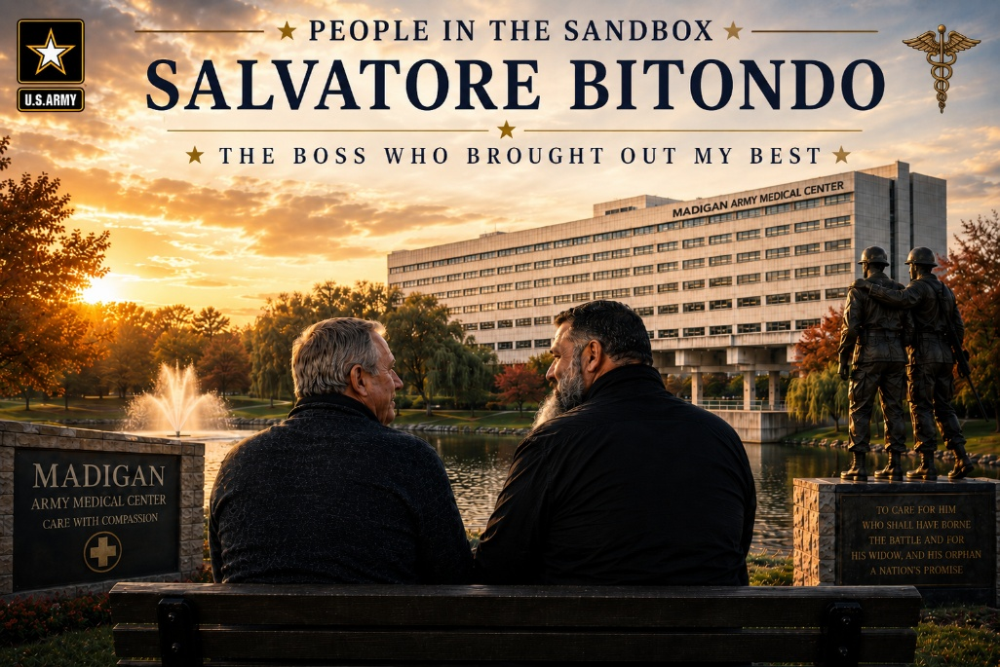 PEOPLE IN THE SANDBOX
SALVATORE BITONDO
THE BOSS WHO BROUGHT OUT MY BEST
U.S.ARMY
MADIGAN ARMY MEDICAL CENTER
MADIGAN
ARMY MEDICAL CENTER
CARE WITH COMPASSION
TO CARE FOR HIM
WHO SHALL HAVE BORNE
THE BATTLE AND FOR
HIS WIDOW, AND HIS ORPHAN
A NATION'S PROMISE